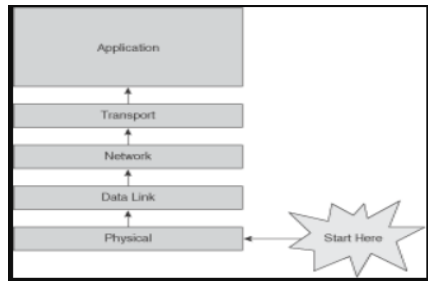 Application
Transport
Network
Data Link
Physical
Start Here